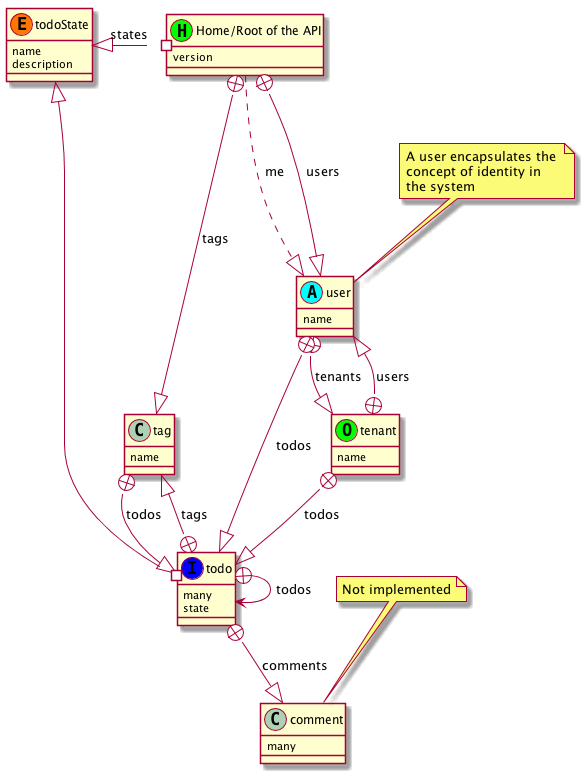 E todoState
name
description
states
H Home/Root of the API
version
A user encapsulates the
concept of identity in
the system
me
users
tags
A user
name
tenants
users
C tag
name
todos
O tenant
name
todos
tags
todos
I todo
many
state
todos
Not implemented
comments
C comment
many